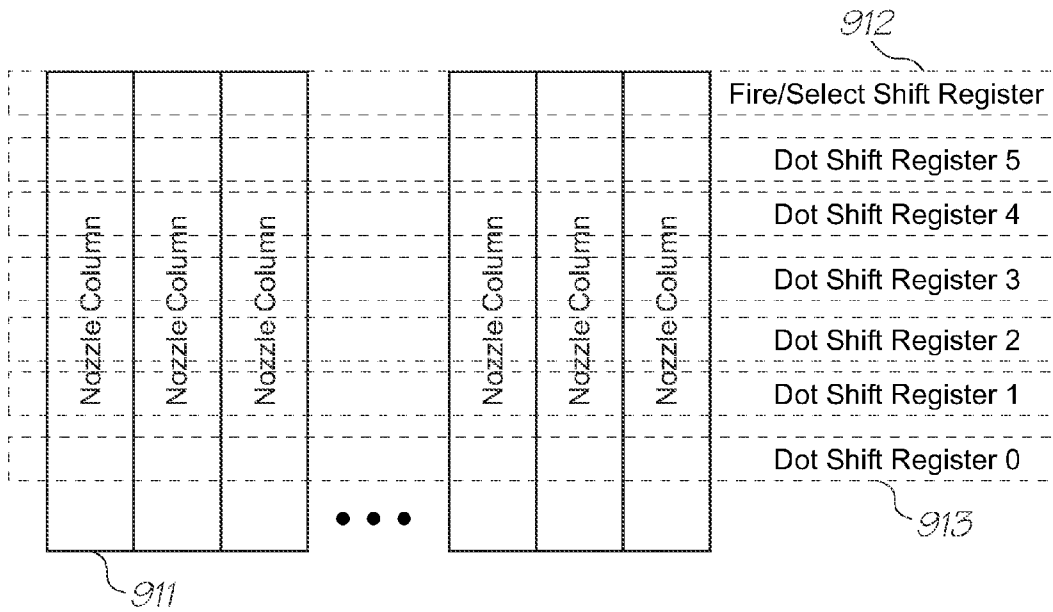 912
Fire/Select Shift Register
Dot Shift Register 5
Dot Shift Register 4
Dot Shift Register 3
Dot Shift Register 2
Dot Shift Register 1
Dot Shift Register 0
913
Nozzle Column
Nozzle Column
Nozzle Column
Nozzle Column
Nozzle Column
Nozzle Column
911